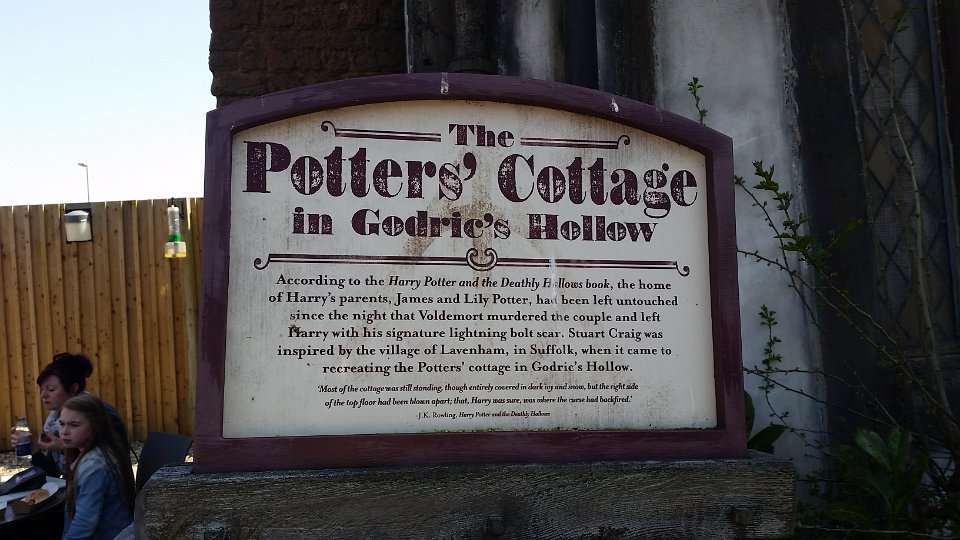 The
Potters' Cottage
in Godric's Hollow
According to the Harry Potter and the Deathly Hallows book, the home
of Harry's parents, James and Lily Potter, had been left untouched
since the night that Voldemort murdered the couple and left
Harry with his signature lightning bolt scar. Stuart Craig was
inspired by the village of Lavenham, in Suffolk, when it came to
recreating the Potters' cottage in Godric's Hollow.
'Most of the cottage was still standing, though entirely covered in dark ivy and snow, but the right side
of the top floor had been blown apart; that, Harry was sure, was where the curse had backfired.'
-J.K. Rowling, Harry Potter and the Deathly Hallows